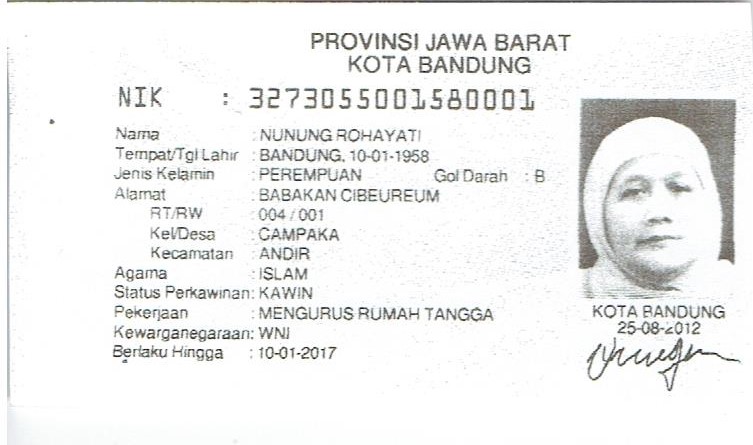 PROVINSI JAWA BARAT
KOTA BANDUNG
NIK : 3273055001580001
Nama : NUNUNG ROHAYATI
Tempat/Tgl Lahir : BANDUNG, 10-01-1958
Jenis Kelamin : PEREMPUAN Gol Darah : B
Alamat : BABAKAN CIBEUREUM
RT/RW : 004 / 001
Kel/Desa : CAMPAKA
Kecamatan : ANDIR
Agama : ISLAM
Status Perkawinan: KAWIN
Pekerjaan : MENGURUS RUMAH TANGGA
Kewarganegaraan: WNI
Berlaku Hingga : 10-01-2017
KOTA BANDUNG
25-08-2012